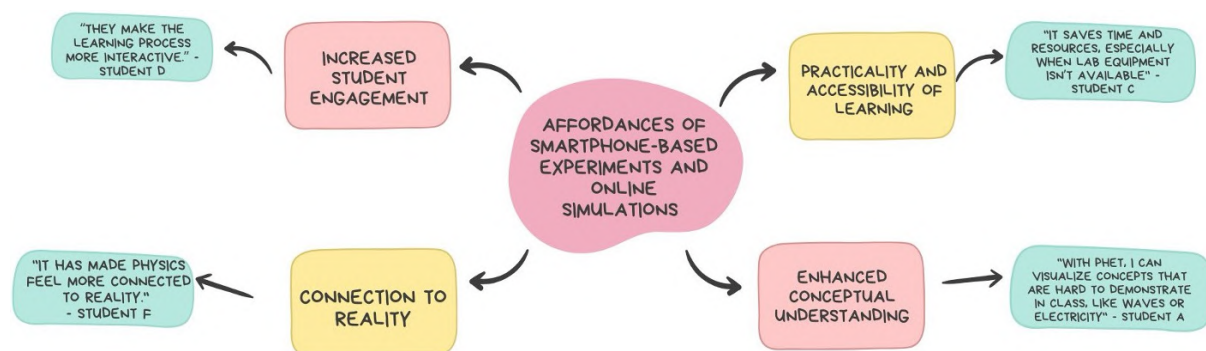 "THEY MAKE THE
LEARNING PROCESS
MORE INTERACTIVE." -
STUDENT D
INCREASED
STUDENT
ENGAGEMENT
AFFORDANCES OF
SMARTPHONE-BASED
EXPERIMENTS AND
ONLINE
SIMULATIONS
PRACTICALITY AND
ACCESSIBILITY OF
LEARNING
"IT SAVES TIME AND
RESOURCES, ESPECIALLY
WHEN LAB EQUIPMENT
ISN'T AVAILABLE" -
STUDENT C
"IT HAS MADE PHYSICS
FEEL MORE CONNECTED
TO REALITY."
- STUDENT F
CONNECTION TO
REALITY
ENHANCED
CONCEPTUAL
UNDERSTANDING
"WITH PHET, I CAN
VISUALIZE CONCEPTS THAT
ARE HARD TO DEMONSTRATE
IN CLASS, LIKE WAVES OR
ELECTRICITY" - STUDENT A